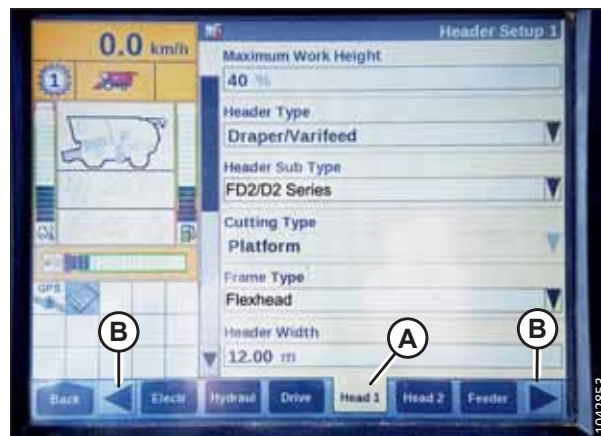 0.0 km/h
Header Setup 1
1
Maximum Work Height
40 %
Header Type
Draper/Varifeed
Header Sub Type
FD2/D2 Series
Cutting Type
Platform
Frame Type
Flexhead
GPS
Header Width
12.00 m
B
A
B
Back
Electr
Hydraul
Drive
Head 1
Head 2
Feeder
1042852